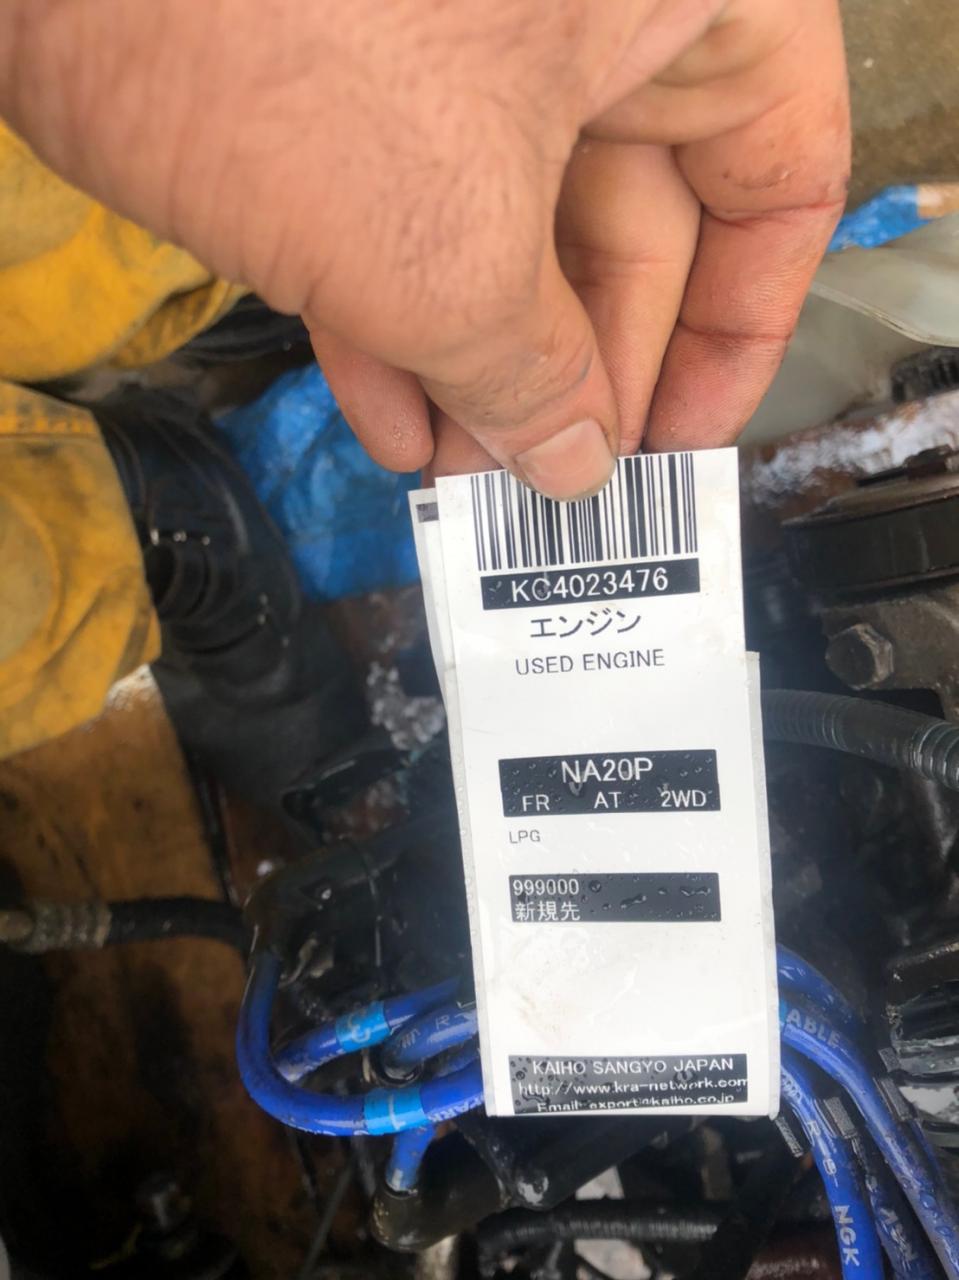 KC4023476
エンジン
USED ENGINE
NA20P
FR AT 2WD
LPG
999000
新規先
KAIHO SANGYO JAPAN
http://www.kra-network.com
Email: export@kaiho.co.jp
ABLE
NGK